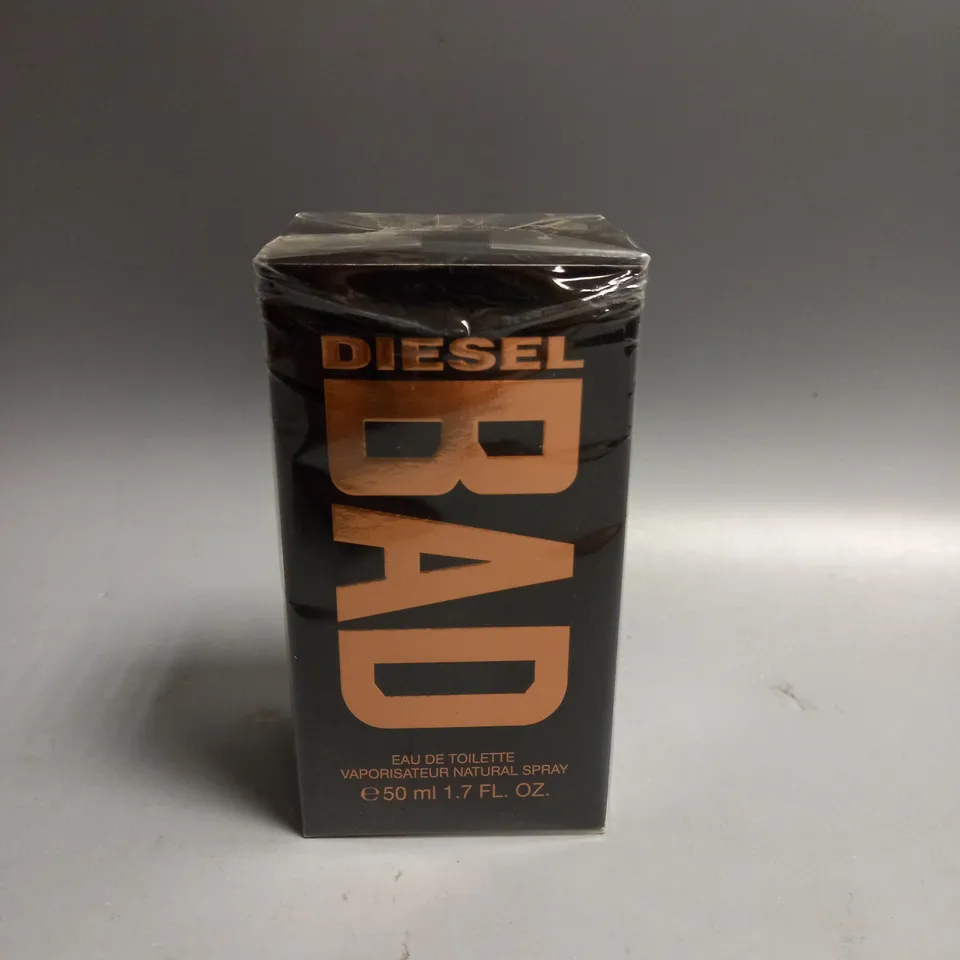 DIESEL
BAD
EAU DE TOILETTE
VAPORISATEUR NATURAL SPRAY
℮ 50 ml 1.7 FL. OZ.